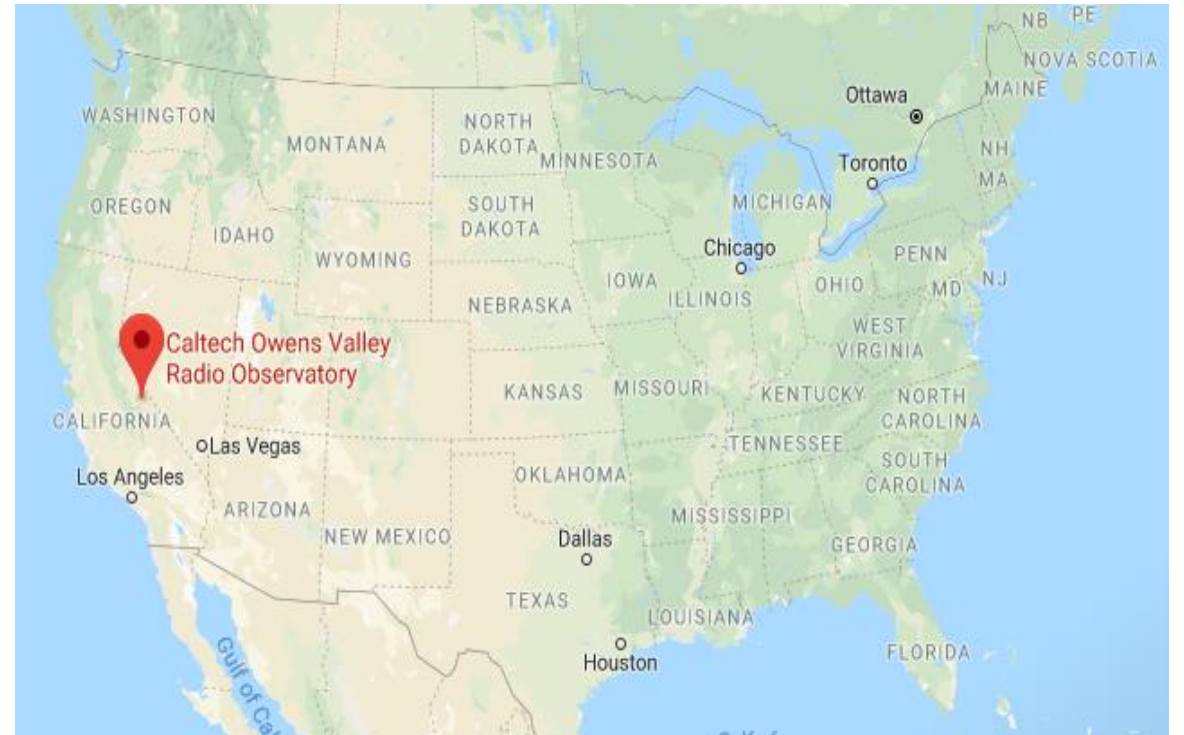 NB
PE
NOVA SCOTIA
MAINE
Ottawa
WASHINGTON
MONTANA
NORTH
DAKOTA
MINNESOTA
NH
Toronto
MA
OREGON
SOUTH
DAKOTA
MICHIGAN
IDAHO
WYOMING
Chicago
PENN
IOWA
ILLINOIS
OHIO
MD
NJ
NEBRASKA
WEST
VIRGINIA
Caltech Owens Valley
Radio Observatory
KANSAS
MISSOURI
KENTUCKY
NORTH
CAROLINA
CALIFORNIA
Las Vegas
TENNESSEE
SOUTH
CAROLINA
Los Angeles
OKLAHOMA
ARIZONA
NEW MEXICO
MISSISSIPPI
Dallas
GEORGIA
TEXAS
LOUISIANA
Houston
FLORIDA
Gulf of Cal